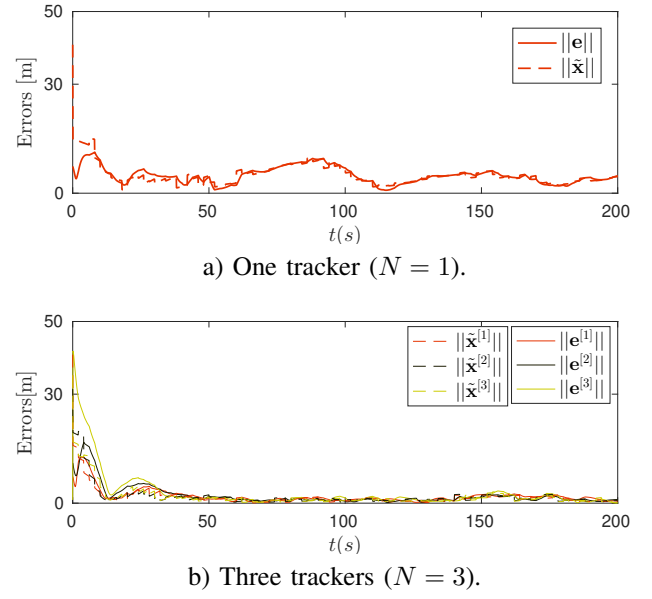 50
30
0
Errors [m]
||e||
||x̃||
0 50 100 150 200
t(s)
a) One tracker (N = 1).
50
30
0
Errors[m]
||x̃^[1]|| ||e^[1]||
||x̃^[2]|| ||e^[2]||
||x̃^[3]|| ||e^[3]||
0 50 100 150 200
t(s)
b) Three trackers (N = 3).